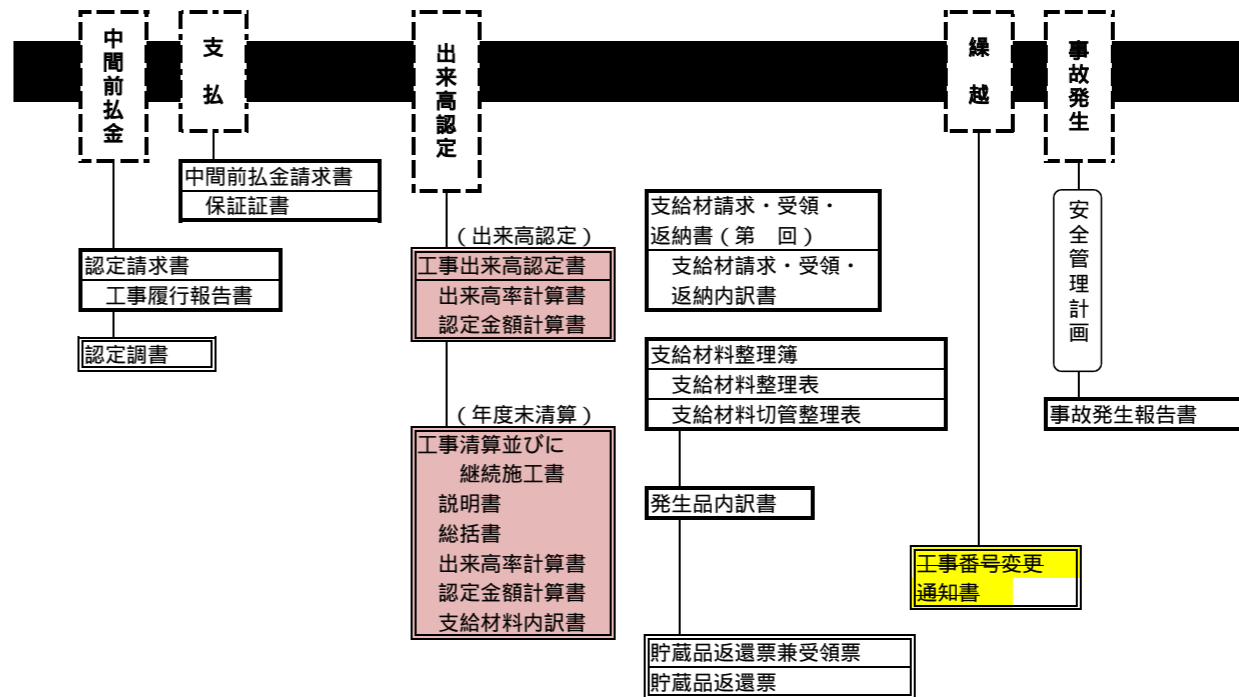 中間前払金
支払
出来高認定
繰越
事故発生
中間前払金請求書
保証証書
認定請求書
工事履行報告書
認定調書
(出来高認定)
工事出来高認定書
出来高率計算書
認定金額計算書
(年度末清算)
工事清算並びに
継続施工書
説明書
総括書
出来高率計算書
認定金額計算書
支給材料内訳書
支給材請求・受領・
返納書(第 回)
支給材請求・受領・
返納内訳書
支給材料整理簿
支給材料整理表
支給材料切管整理表
発生品内訳書
貯蔵品返還票兼受領票
貯蔵品返還票
工事番号変更
通知書
安全管理計画
事故発生報告書